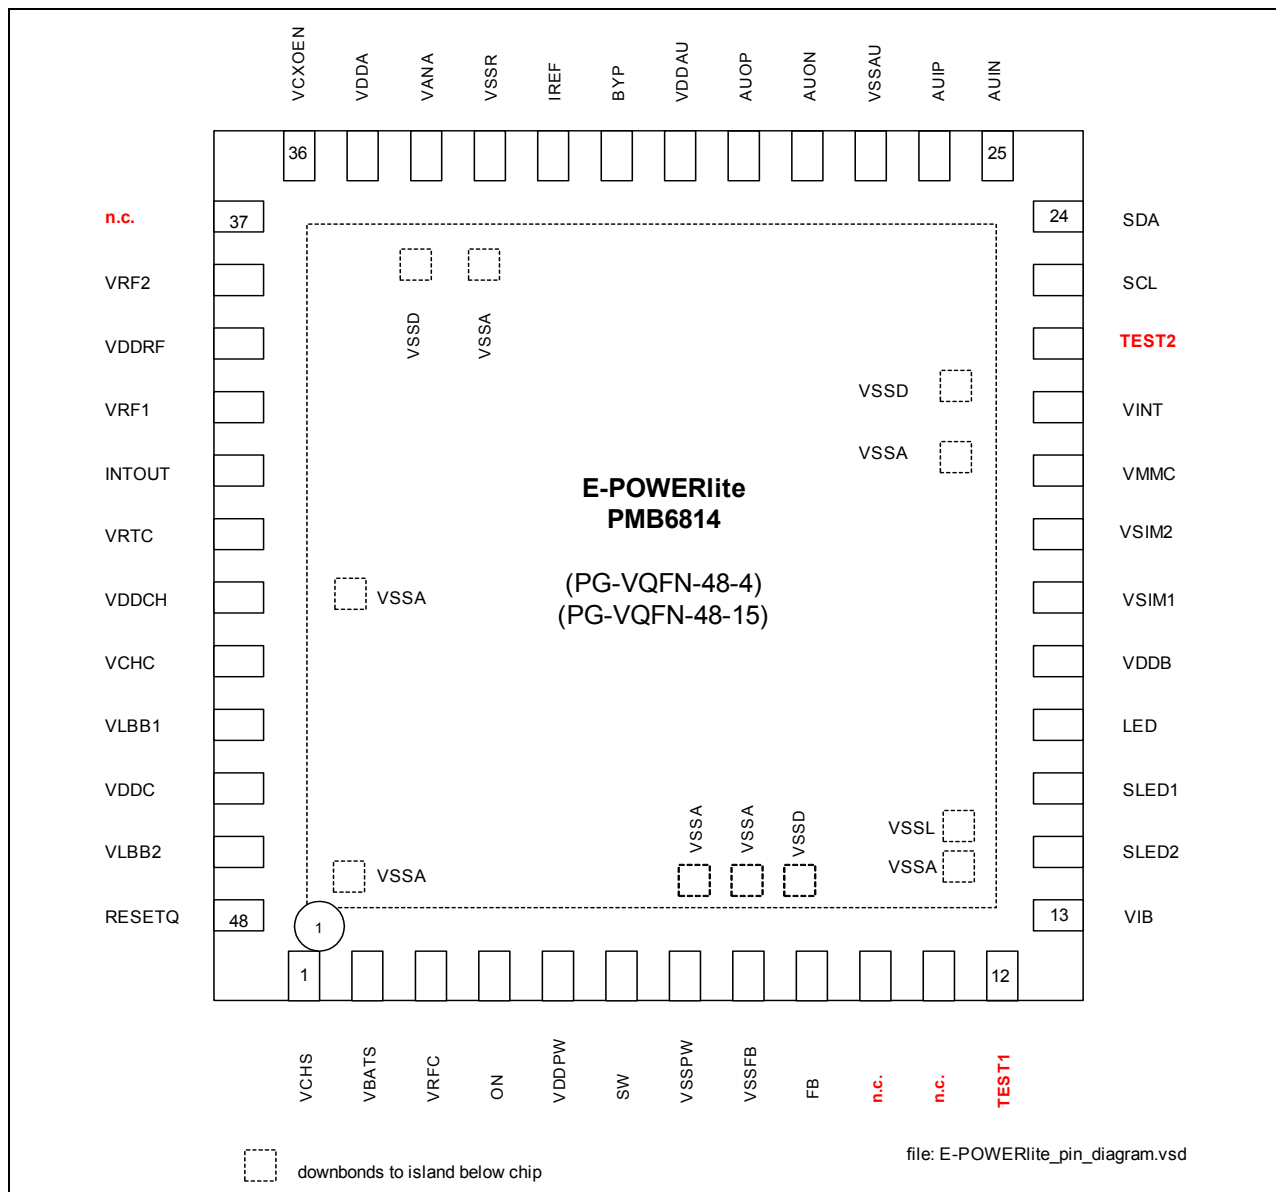 VCXOEN
VDDA
VANA
VSSR
IREF
BYP
VDDAU
AUOP
AUON
VSSAU
AUIP
AUIN
36
25
n.c.
37
24
SDA
VRF2
SCL
VDDRF
TEST2
VRF1
VINT
INTOUT
VMMC
VRTC
VSIM2
VDDCH
VSIM1
VCHC
VDDB
VLBB1
LED
VDDC
SLED1
VLBB2
SLED2
RESETQ
48
13
VIB
VSSD
VSSA
VSSD
VSSA
E-POWERlite
PMB6814
(PG-VQFN-48-4)
(PG-VQFN-48-15)
VSSA
VSSA
VSSA
VSSA
VSSD
VSSL
VSSA
1
1
12
VCHS
VBATS
VRFC
ON
VDDPW
SW
VSSPW
VSSFB
FB
n.c.
n.c.
TEST1
downbonds to island below chip
file: E-POWERlite_pin_diagram.vsd